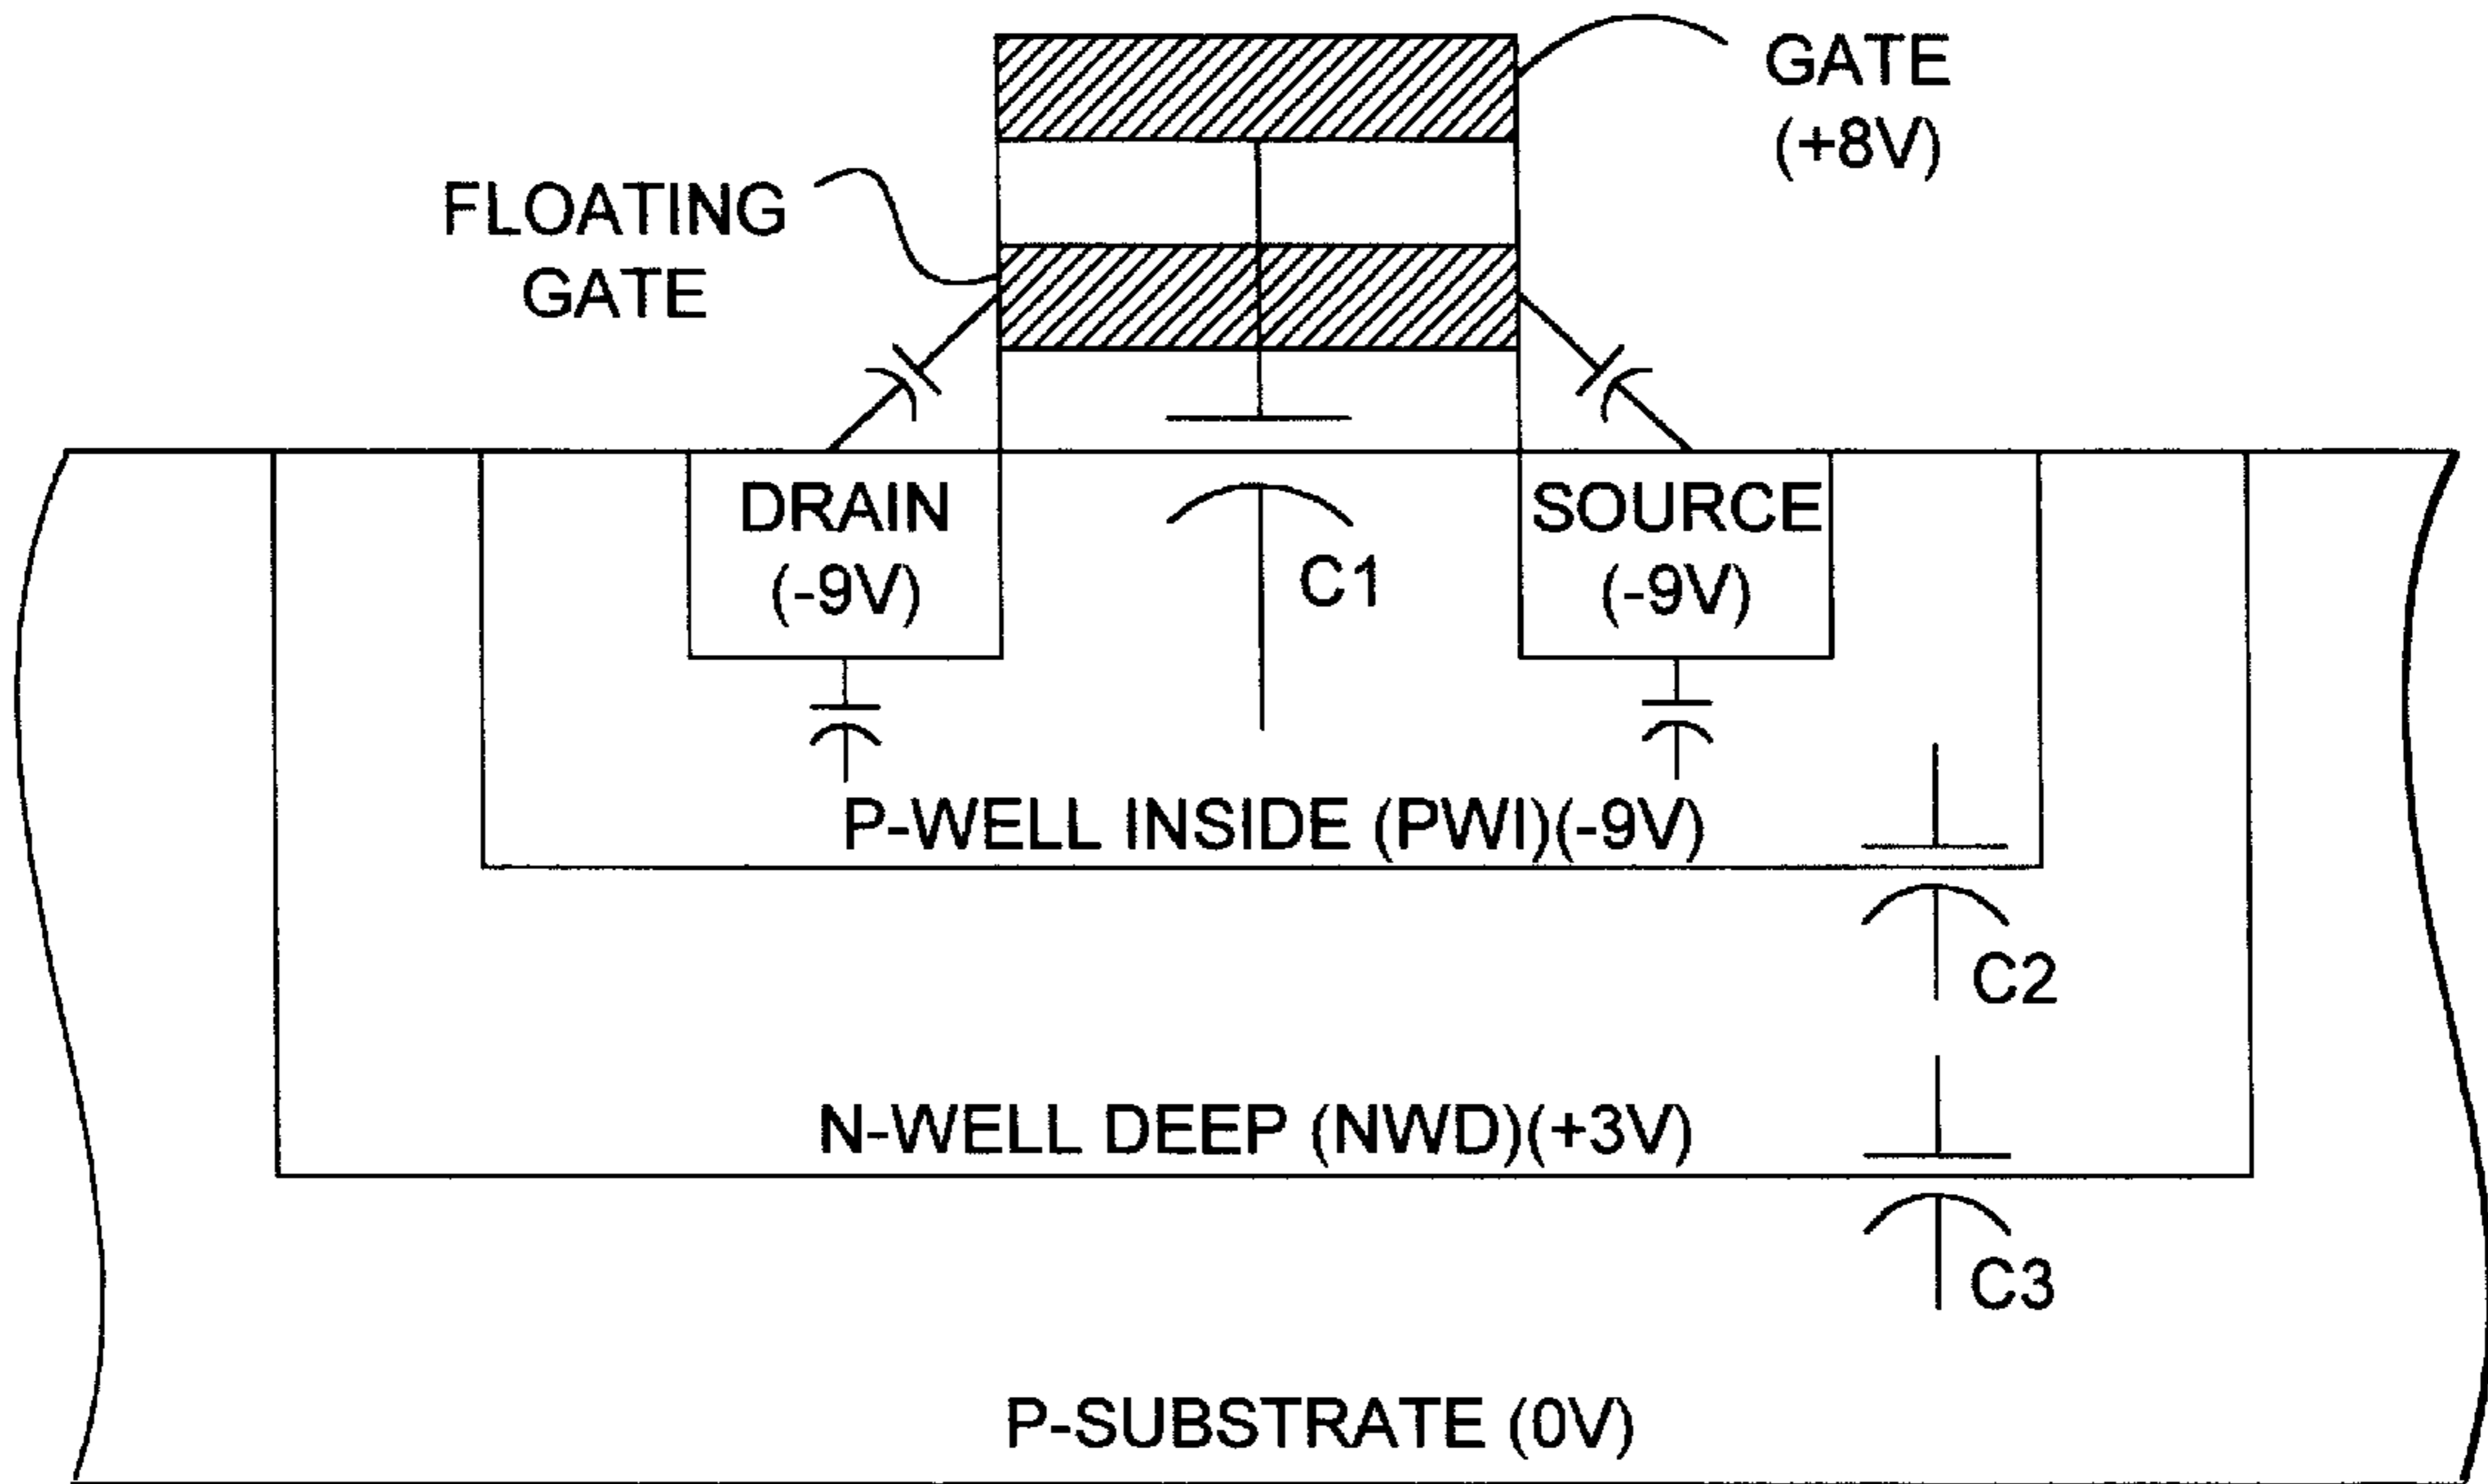 GATE
(+8V)
FLOATING
GATE
DRAIN
(-9V)
C1
SOURCE
(-9V)
P-WELL INSIDE (PWI)(-9V)
C2
N-WELL DEEP (NWD)(+3V)
C3
P-SUBSTRATE (0V)